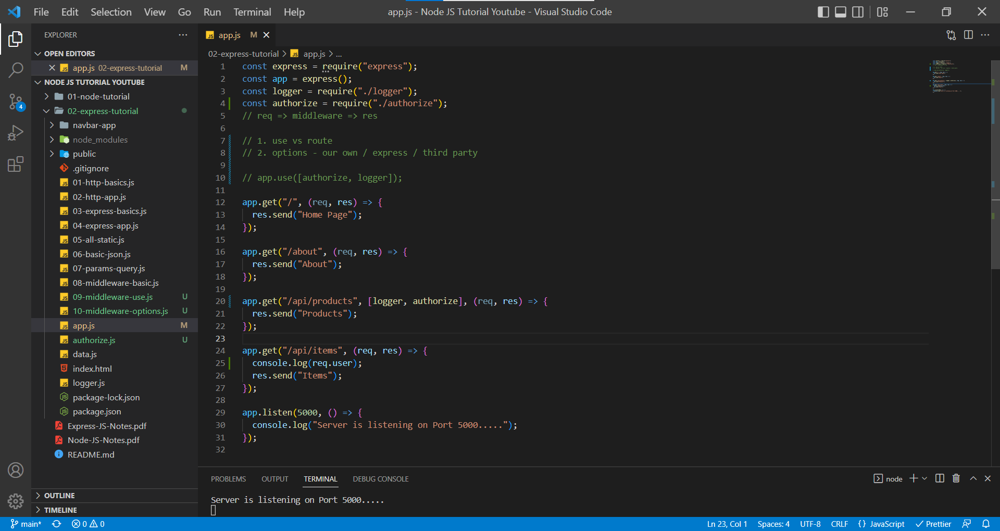 File Edit Selection View Go Run Terminal Help
app.js - Node JS Tutorial Youtube - Visual Studio Code
EXPLORER
OPEN EDITORS
app.js 02-express-tutorial M
NODE JS TUTORIAL YOUTUBE
01-node-tutorial
02-express-tutorial
navbar-app
node_modules
public
.gitignore
01-http-basics.js
02-http-app.js
03-express-basics.js
04-express-app.js
05-all-static.js
06-basic-json.js
07-params-query.js
08-middleware-basic.js
09-middleware-use.js U
10-middleware-options.js U
app.js M
authorize.js U
data.js
index.html
logger.js
package-lock.json
package.json
Express-JS-Notes.pdf
Node-JS-Notes.pdf
README.md
OUTLINE
TIMELINE
4
app.js M
02-express-tutorial > app.js > ...
1 const express = require("express");
2 const app = express();
3 const logger = require("./logger");
4 const authorize = require("./authorize");
5 // req => middleware => res
6
7 // 1. use vs route
8 // 2. options - our own / express / third party
9
10 // app.use([authorize, logger]);
11
12 app.get("/", (req, res) => {
13 res.send("Home Page");
14 });
15
16 app.get("/about", (req, res) => {
17 res.send("About");
18 });
19
20 app.get("/api/products", [logger, authorize], (req, res) => {
21 res.send("Products");
22 });
23
24 app.get("/api/items", (req, res) => {
25 console.log(req.user);
26 res.send("Items");
27 });
28
29 app.listen(5000, () => {
30 console.log("Server is listening on Port 5000.....");
31 });
32
PROBLEMS OUTPUT TERMINAL DEBUG CONSOLE
node
Server is listening on Port 5000.....
main* 0 0
Ln 23, Col 1 Spaces: 4 UTF-8 CRLF {} JavaScript Prettier